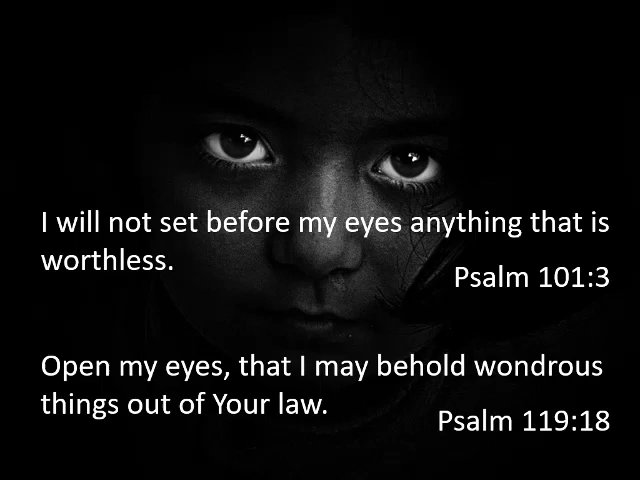 I will not set before my eyes anything that is
worthless.
Psalm 101:3
Open my eyes, that I may behold wondrous
things out of Your law.
Psalm 119:18